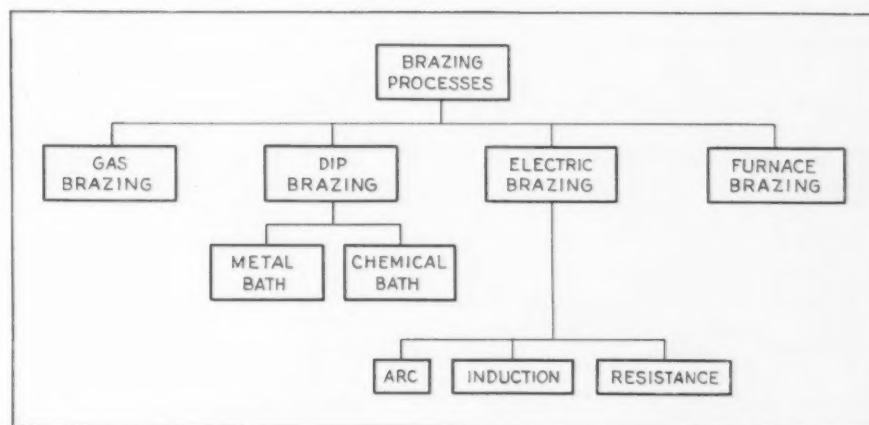 BRAZING
PROCESSES
GAS
BRAZING
DIP
BRAZING
ELECTRIC
BRAZING
FURNACE
BRAZING
METAL
BATH
CHEMICAL
BATH
ARC
INDUCTION
RESISTANCE